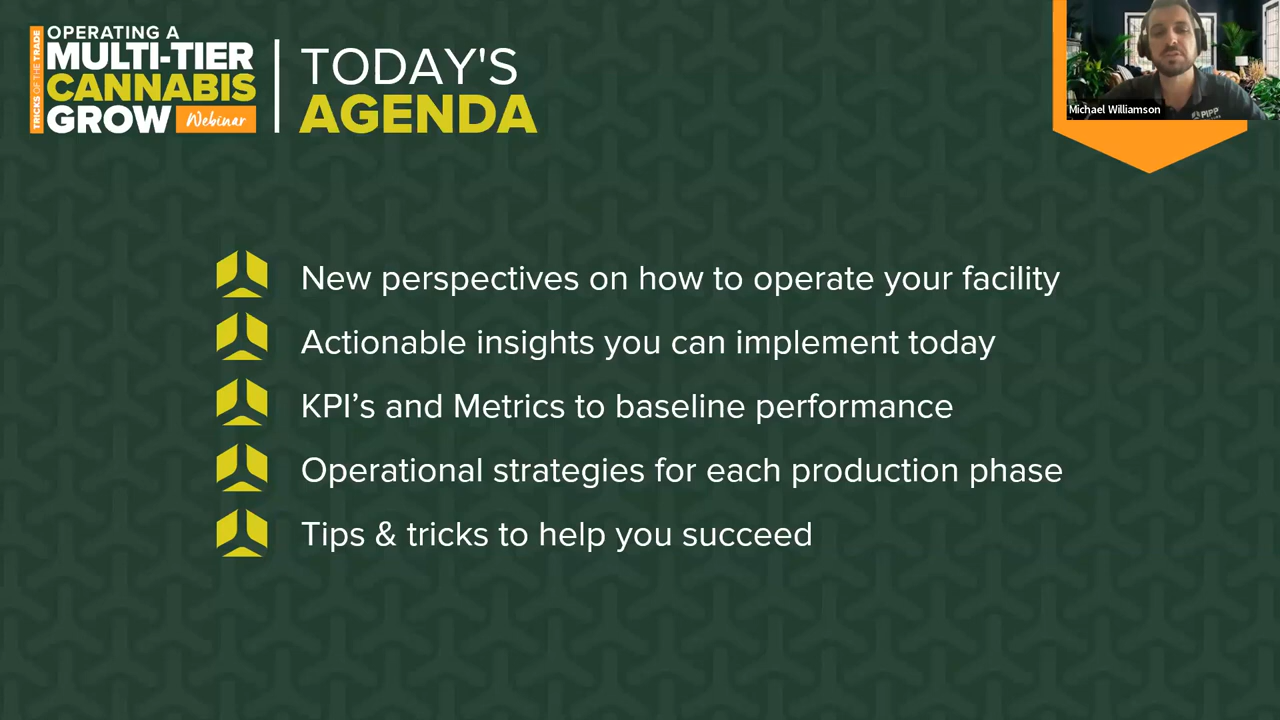 TRICKS OF THE TRADE
OPERATING A
MULTI-TIER
CANNABIS
GROW Webinar
TODAY'S
AGENDA
Michael Williamson
PIPP
New perspectives on how to operate your facility
Actionable insights you can implement today
KPI’s and Metrics to baseline performance
Operational strategies for each production phase
Tips & tricks to help you succeed